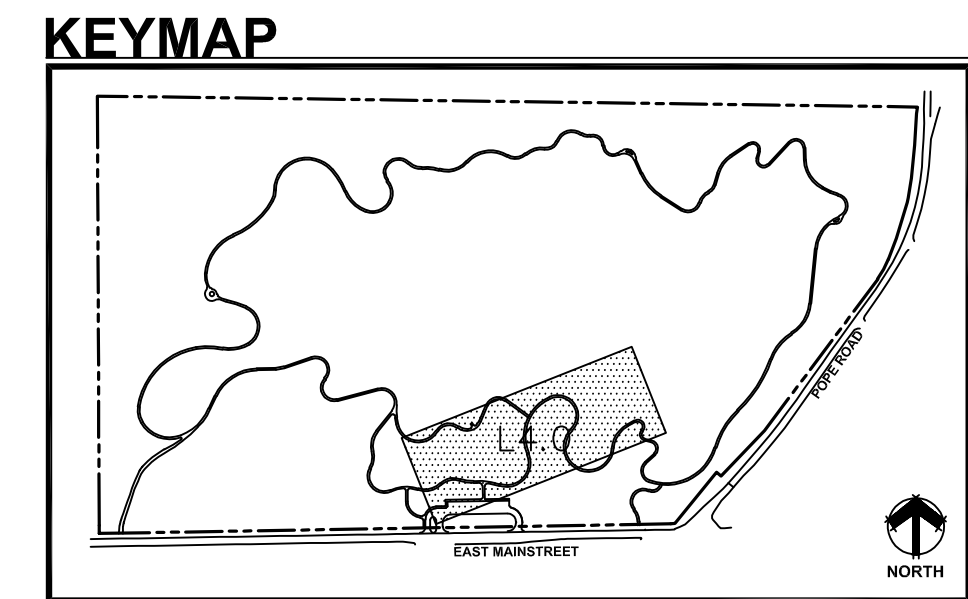 KEYMAP
POPE ROAD
L4.0
EAST MAINSTREET
NORTH